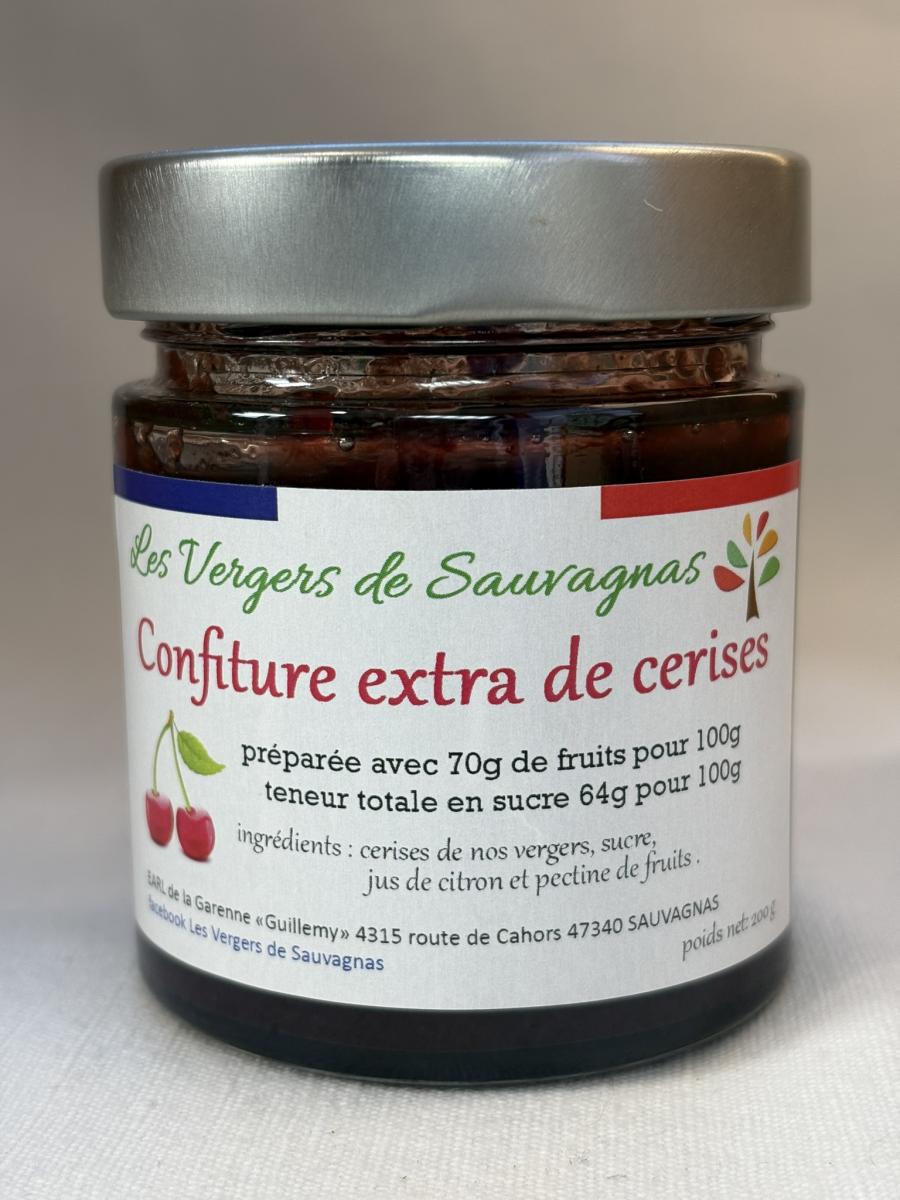 Les Vergers de Sauvagnas
Confiture extra de cerises
préparée avec 70g de fruits pour 100g
teneur totale en sucre 64g pour 100g
ingrédients : cerises de nos vergers, sucre,
jus de citron et pectine de fruits .
EARL de la Garenne «Guillemy» 4315 route de Cahors 47340 SAUVAGNAS
facebook Les Vergers de Sauvagnas
poids net: 200 g